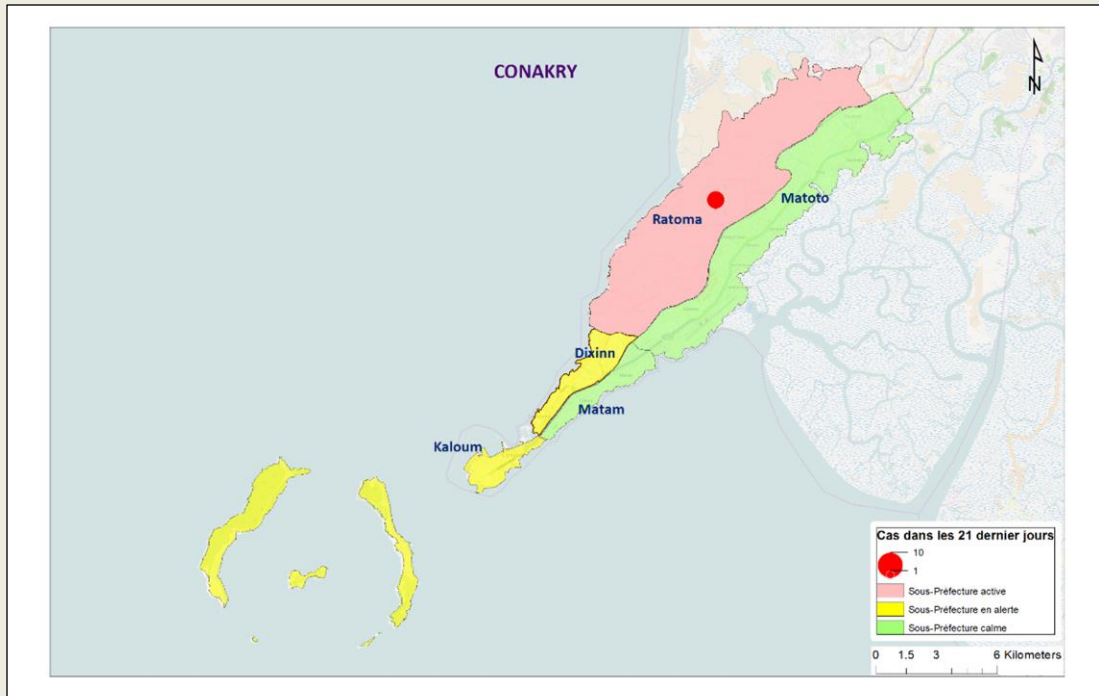 CONAKRY
N
Ratoma
Matoto
Dixinn
Matam
Kaloum
Cas dans les 21 dernier jours
10
1
Sous-Préfecture active
Sous-Préfecture en alerte
Sous-Préfecture calme
0 1.5 3 6 Kilometers